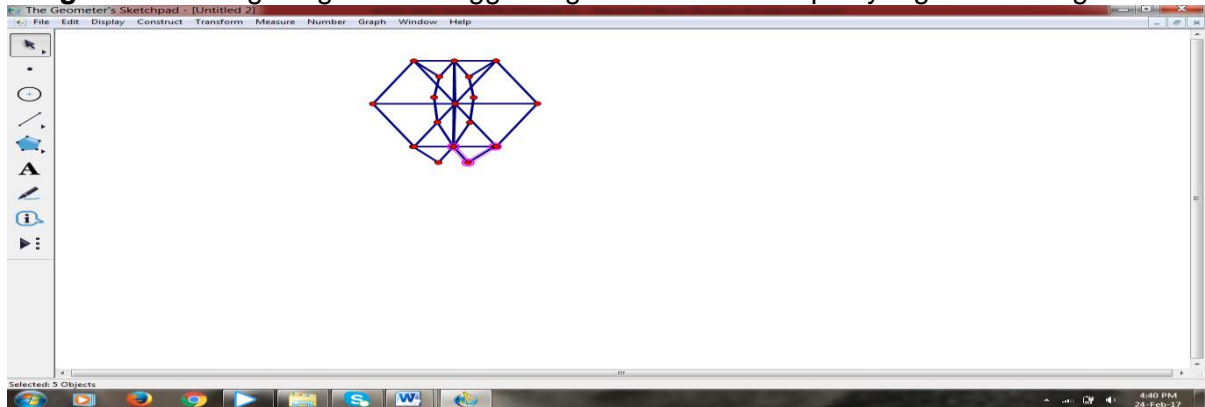 The Geometer's Sketchpad - [Untitled 2]
File Edit Display Construct Transform Measure Number Graph Window Help
A
Selected: 5 Objects
4:40 PM
24-Feb-17